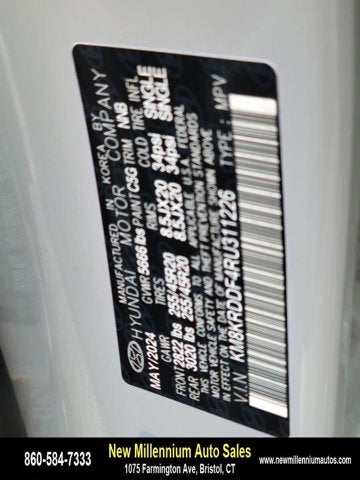 MANUFACTURED IN KOREA BY
HYUNDAI MOTOR COMPANY
MAY/2024 GVWR 5666 lbs PAINT C5G TRIM NNB
GAWR TIRES RIMS COLD TIRE INFL
FRONT 2822 lbs 255/45R20 8.5JX20 34psi SINGLE
REAR 3020 lbs 255/45R20 8.5JX20 34psi SINGLE
THIS VEHICLE CONFORMS TO ALL APPLICABLE U.S. FEDERAL
MOTOR VEHICLE SAFETY AND THEFT PREVENTION STANDARDS
IN EFFECT ON THE DATE OF MANUFACTURE SHOWN ABOVE
V.I.N KM8KRDDF4RU311226 TYPE : MPV
860-584-7333
New Millennium Auto Sales
1075 Farmington Ave, Bristol, CT
www.newmillenniumautos.com